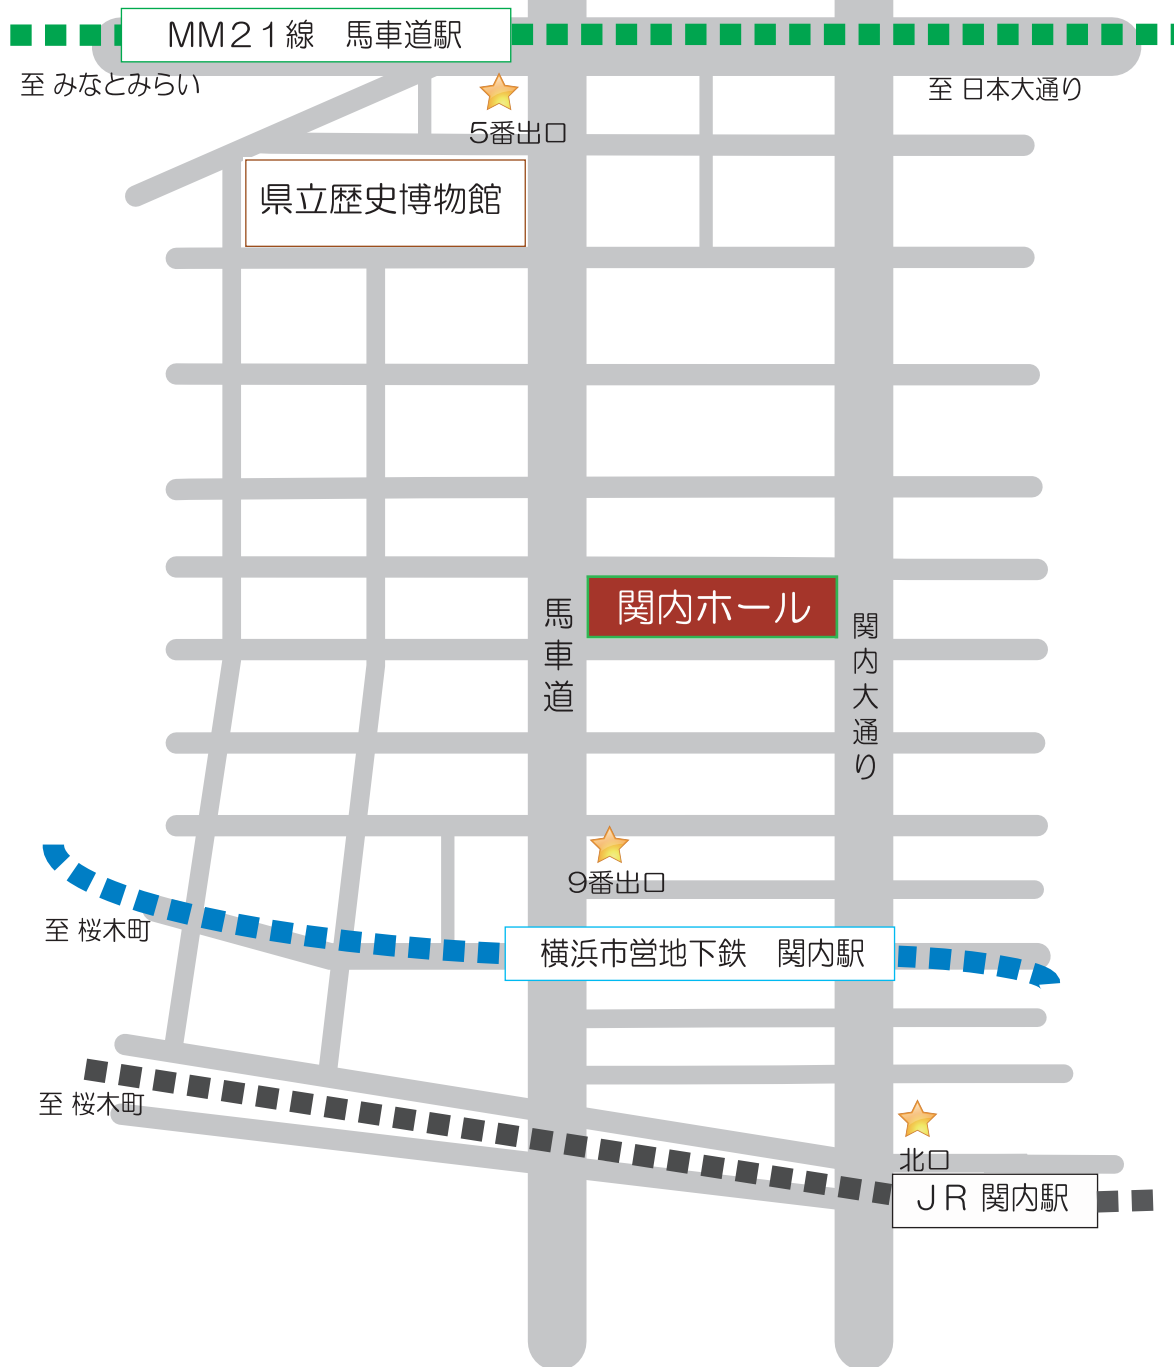 MM21線　馬車道駅
至 みなとみらい
至 日本大通り
5番出口
県立歴史博物館
関内ホール
馬車道
関内大通り
9番出口
至 桜木町
横浜市営地下鉄　関内駅
至 桜木町
北口
JR 関内駅